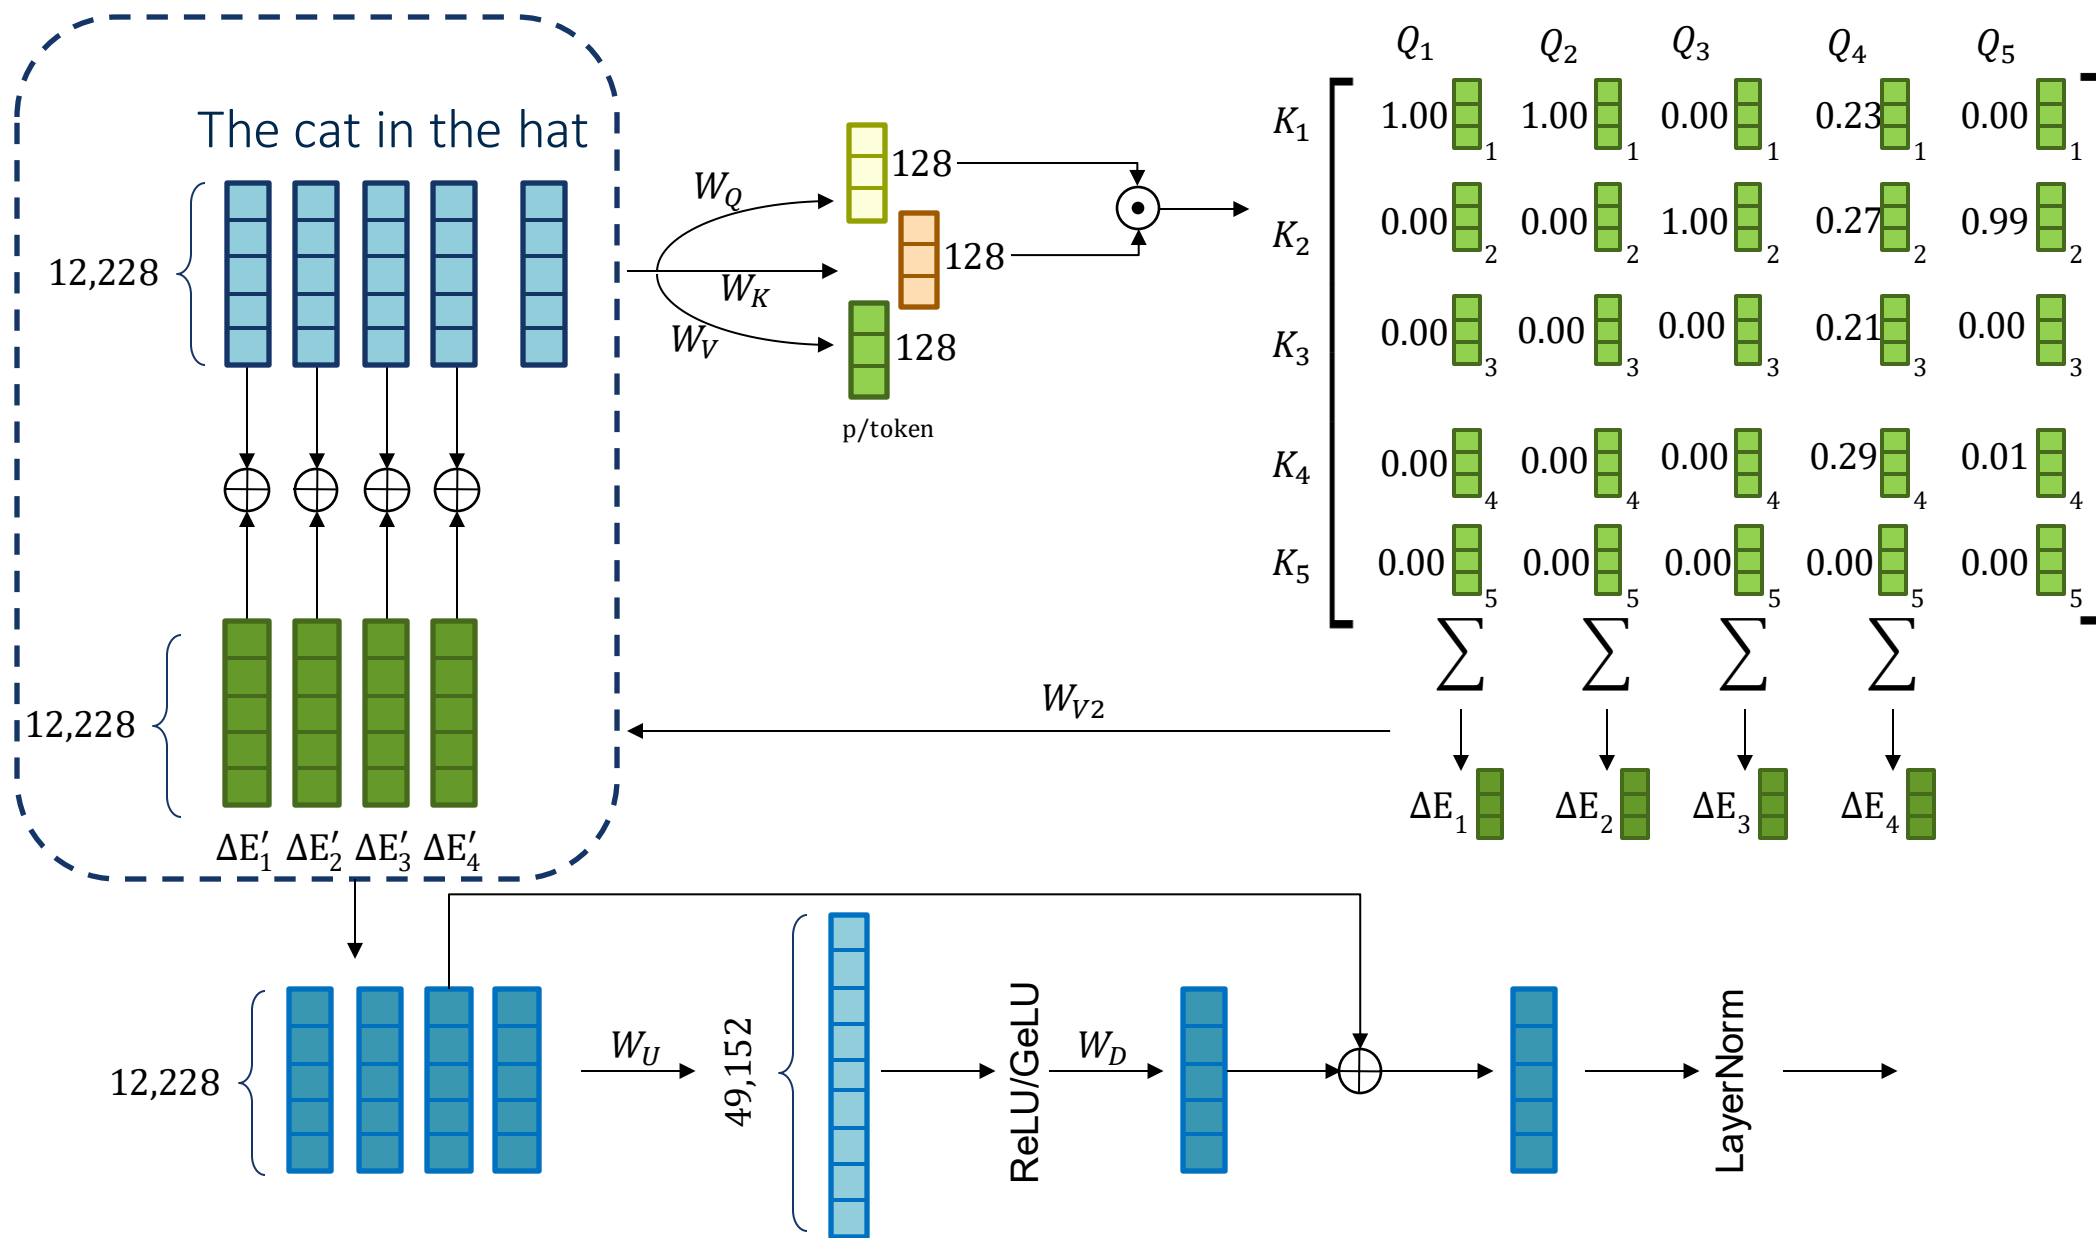 Q₁ Q₂ Q₃ Q₄ Q₅
The cat in the hat
12,228
W_Q
W_K
W_V
128
128
128
p/token
K₁ 1.00 ₁ 1.00 ₁ 0.00 ₁ 0.23 ₁ 0.00 ₁
K₂ 0.00 ₂ 0.00 ₂ 1.00 ₂ 0.27 ₂ 0.99 ₂
K₃ 0.00 ₃ 0.00 ₃ 0.00 ₃ 0.21 ₃ 0.00 ₃
K₄ 0.00 ₄ 0.00 ₄ 0.00 ₄ 0.29 ₄ 0.01 ₄
K₅ 0.00 ₅ 0.00 ₅ 0.00 ₅ 0.00 ₅ 0.00 ₅
∑ ∑ ∑ ∑
W_V2
ΔE₁ ΔE₂ ΔE₃ ΔE₄
12,228
ΔE′₁ ΔE′₂ ΔE′₃ ΔE′₄
12,228
W_U
49,152
ReLU/GeLU
W_D
LayerNorm